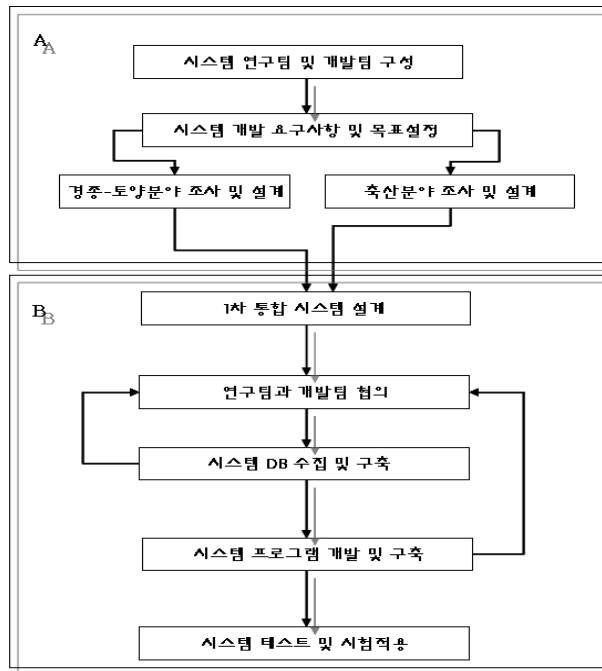 A
A
시스템 연구팀 및 개발팀 구성
시스템 개발 요구사항 및 목표설정
경종-토양분야 조사 및 설계
축산분야 조사 및 설계
B
B
1차 통합 시스템 설계
연구팀과 개발팀 협의
시스템 DB 수집 및 구축
시스템 프로그램 개발 및 구축
시스템 테스트 및 시험적용